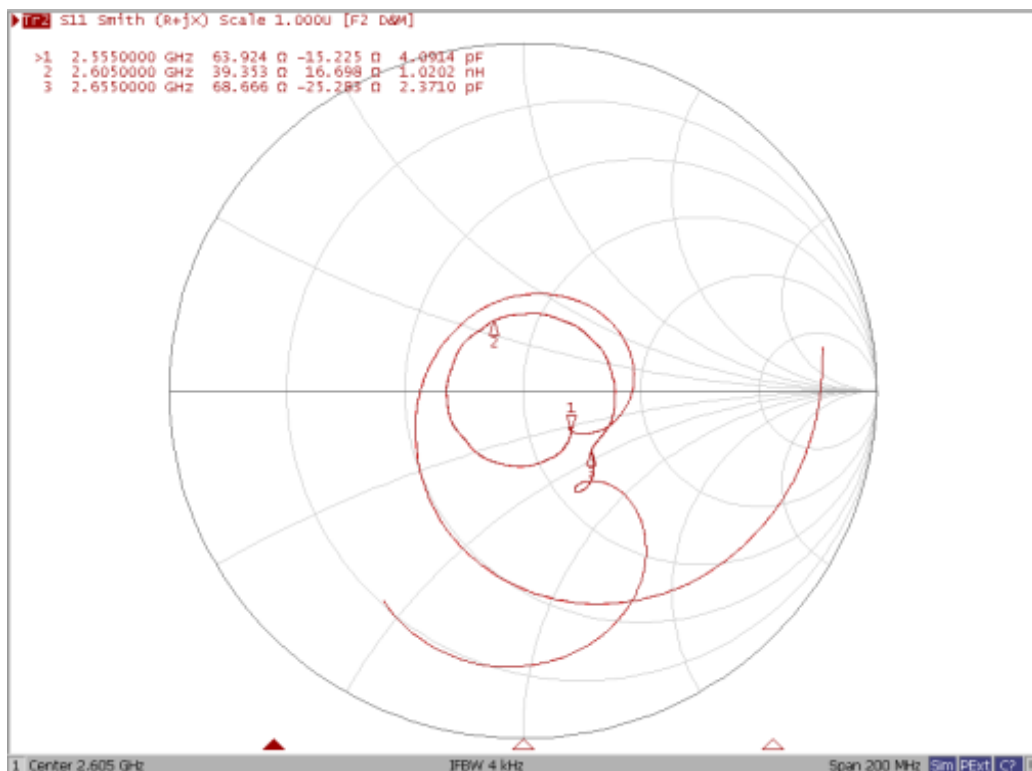 Tr2 S11 Smith (R+jX) Scale 1.000U [F2 D&M]
>1 2.5550000 GHz 63.924 Ω -15.225 Ω 4.0914 pF
2 2.6050000 GHz 39.353 Ω 16.698 Ω 1.0202 nH
3 2.6550000 GHz 68.666 Ω -25.283 Ω 2.3710 pF
1
2
3
1 Center 2.605 GHz IFBW 4 kHz Span 200 MHz Sim PExt C?